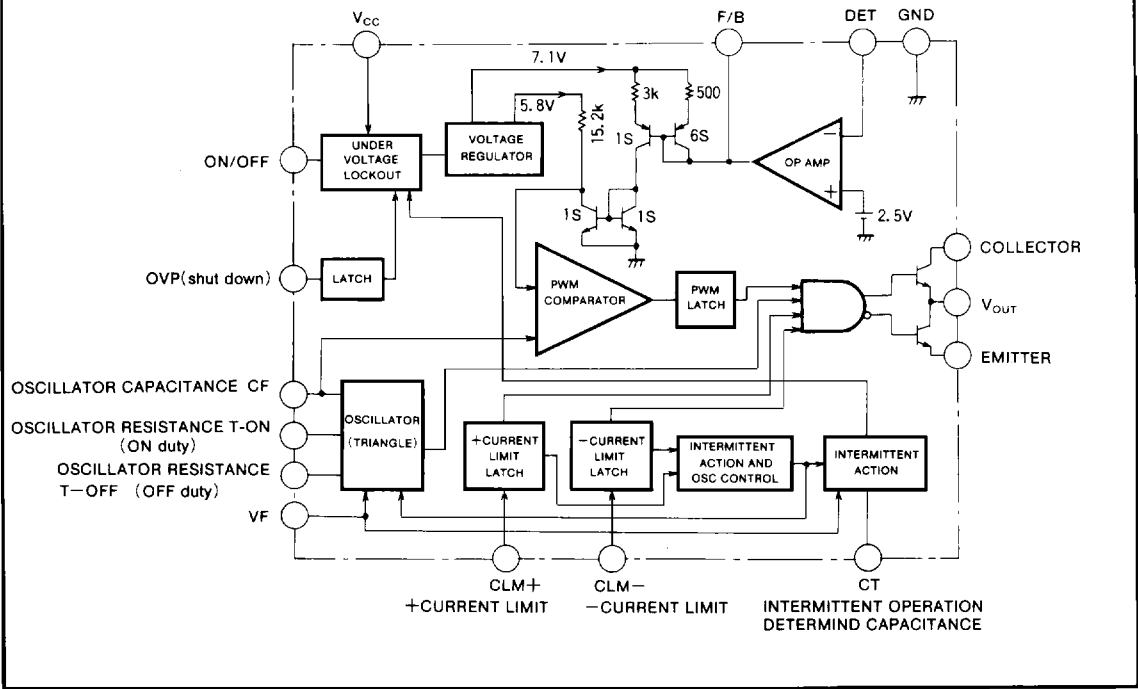 VCC
F/B
DET
GND
7.1V
3k
500
5.8V
15.2k
1S
6S
ON/OFF
UNDER
VOLTAGE
LOCKOUT
VOLTAGE
REGULATOR
OP AMP
−
+
2.5V
1S
1S
COLLECTOR
OVP(shut down)
LATCH
PWM
COMPARATOR
PWM
LATCH
VOUT
EMITTER
OSCILLATOR CAPACITANCE CF
OSCILLATOR RESISTANCE T-ON
(ON duty)
OSCILLATOR RESISTANCE
T−OFF (OFF duty)
VF
OSCILLATOR
(TRIANGLE)
+CURRENT
LIMIT
LATCH
−CURRENT
LIMIT
LATCH
INTERMITTENT
ACTION AND
OSC CONTROL
INTERMITTENT
ACTION
CLM+
+CURRENT LIMIT
CLM−
−CURRENT LIMIT
CT
INTERMITTENT OPERATION
DETERMIND CAPACITANCE